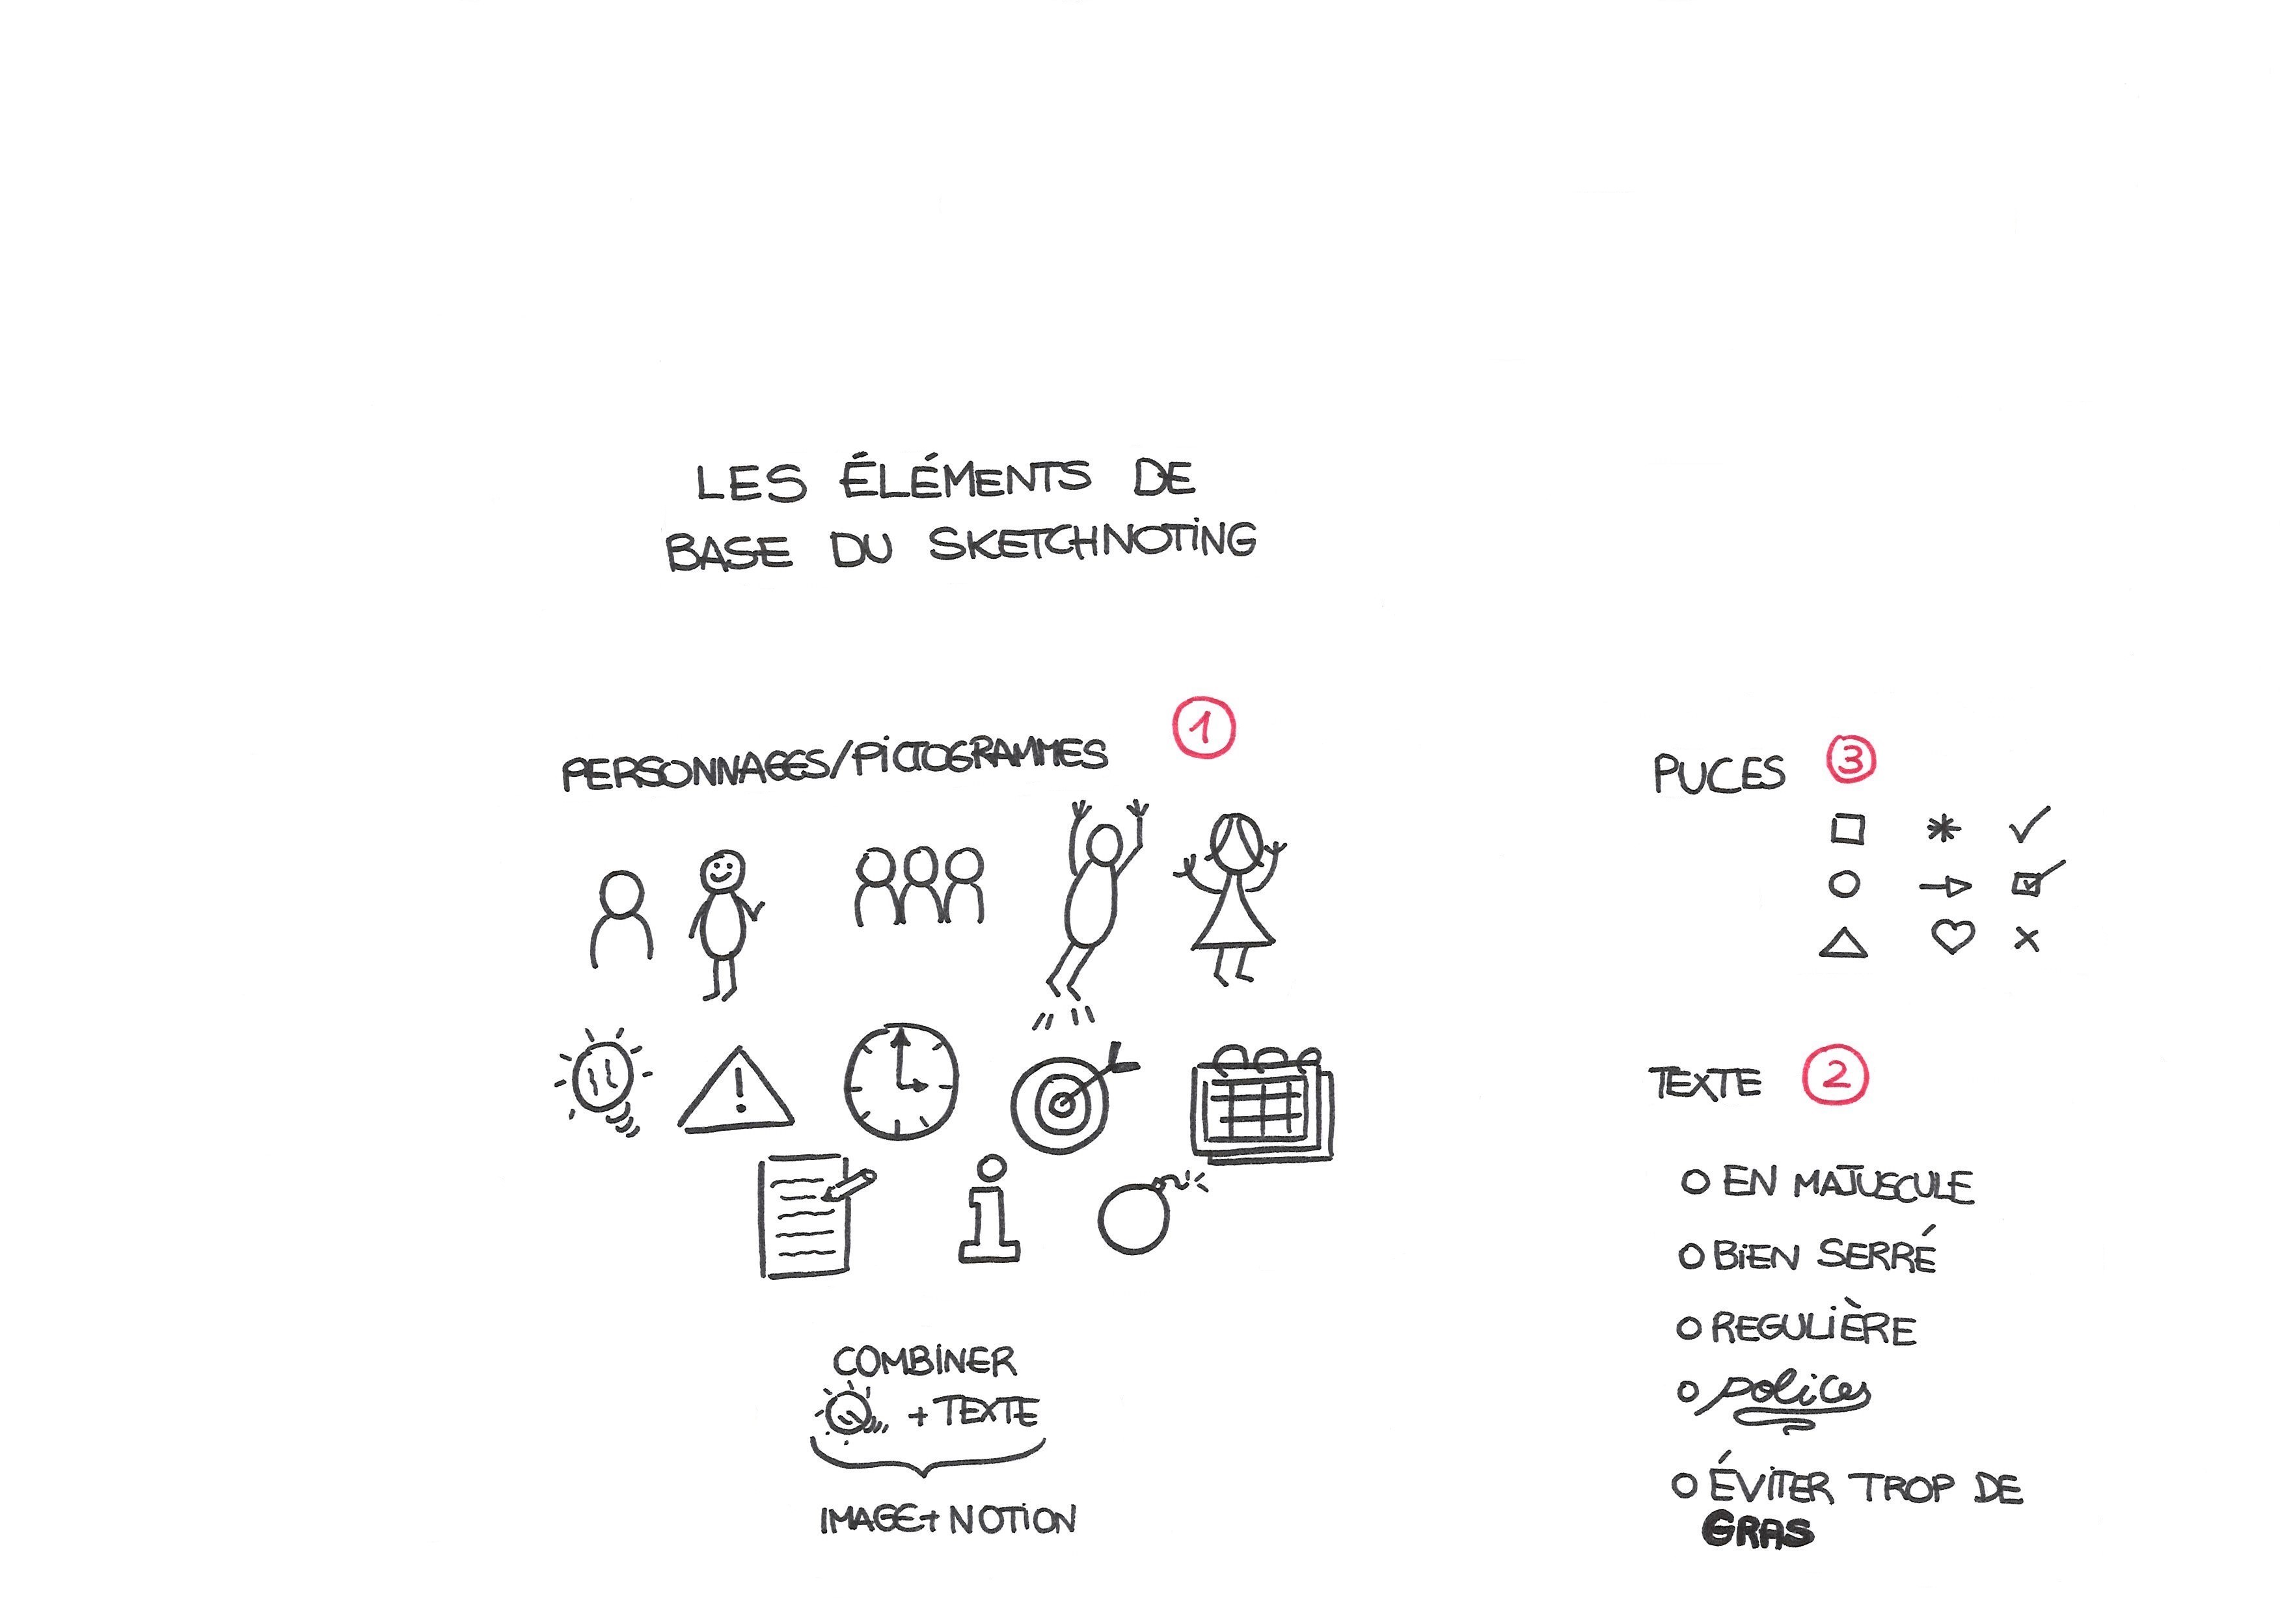 LES ÉLÉMENTS DE
BASE DU SKETCHNOTING
PERSONNAGES/PICTOGRAMMES 1
COMBINER
+ TEXTE
IMAGE + NOTION
PUCES 3
TEXTE 2
EN MAJUSCULE
BIEN SERRÉ
REGULIÈRE
polices
ÉVITER TROP DE
GRAS